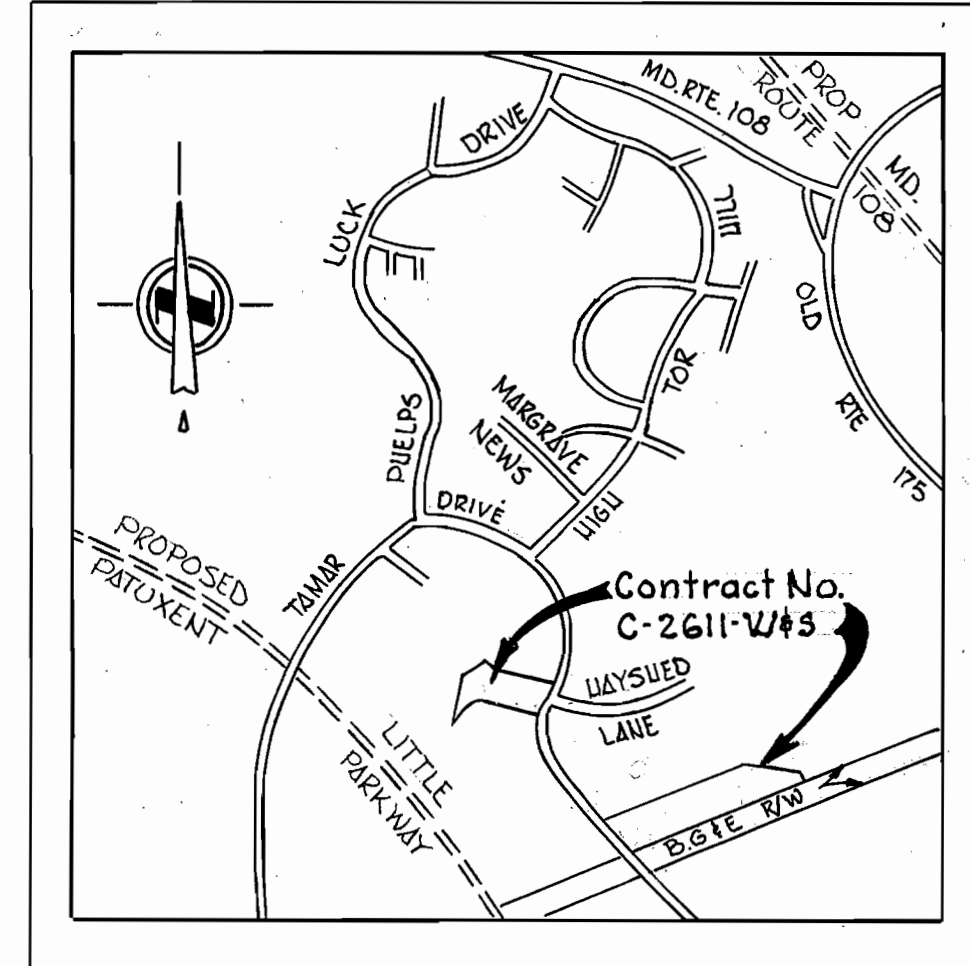 MD. RTE. 108
PROP
ROUTE
MD.
108
DRIVE
LUCK
HILL
OLD
RTE
175
TOR
MARGRAVE
NEWS
PHELPS
DRIVE
HIGH
PROPOSED
PATUXENT
TAMAR
Contract No.
C-2611-W&S
HAYSHED
LANE
LITTLE
PARKWAY
B.G&E R/W
N